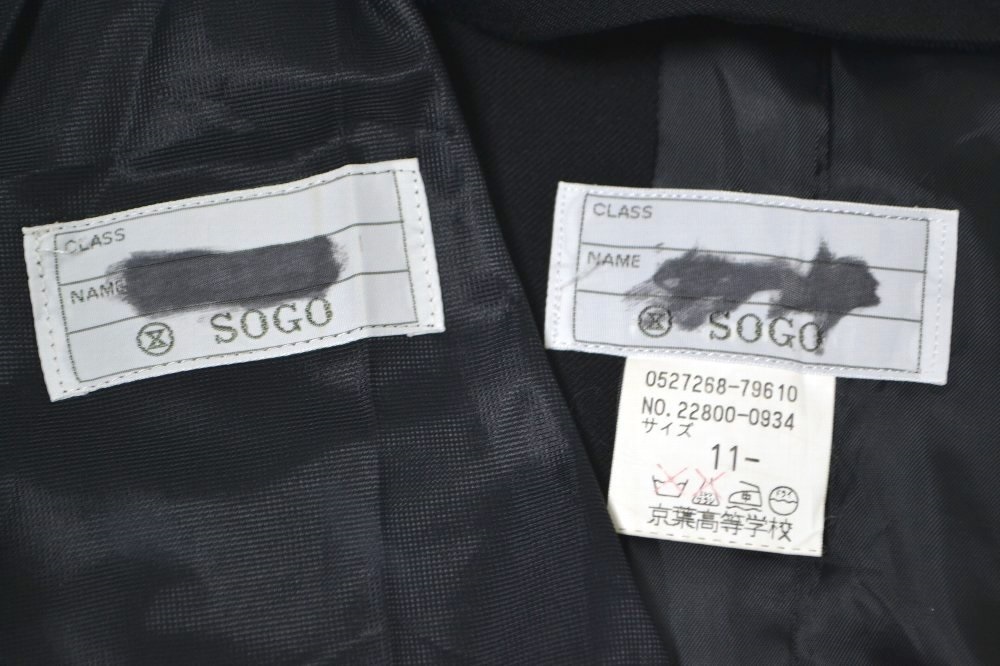 CLASS
NAME
SOGO
CLASS
NAME
SOGO
0527268-79610
NO.22800-0934
サイズ
11-
中
京葉高等学校